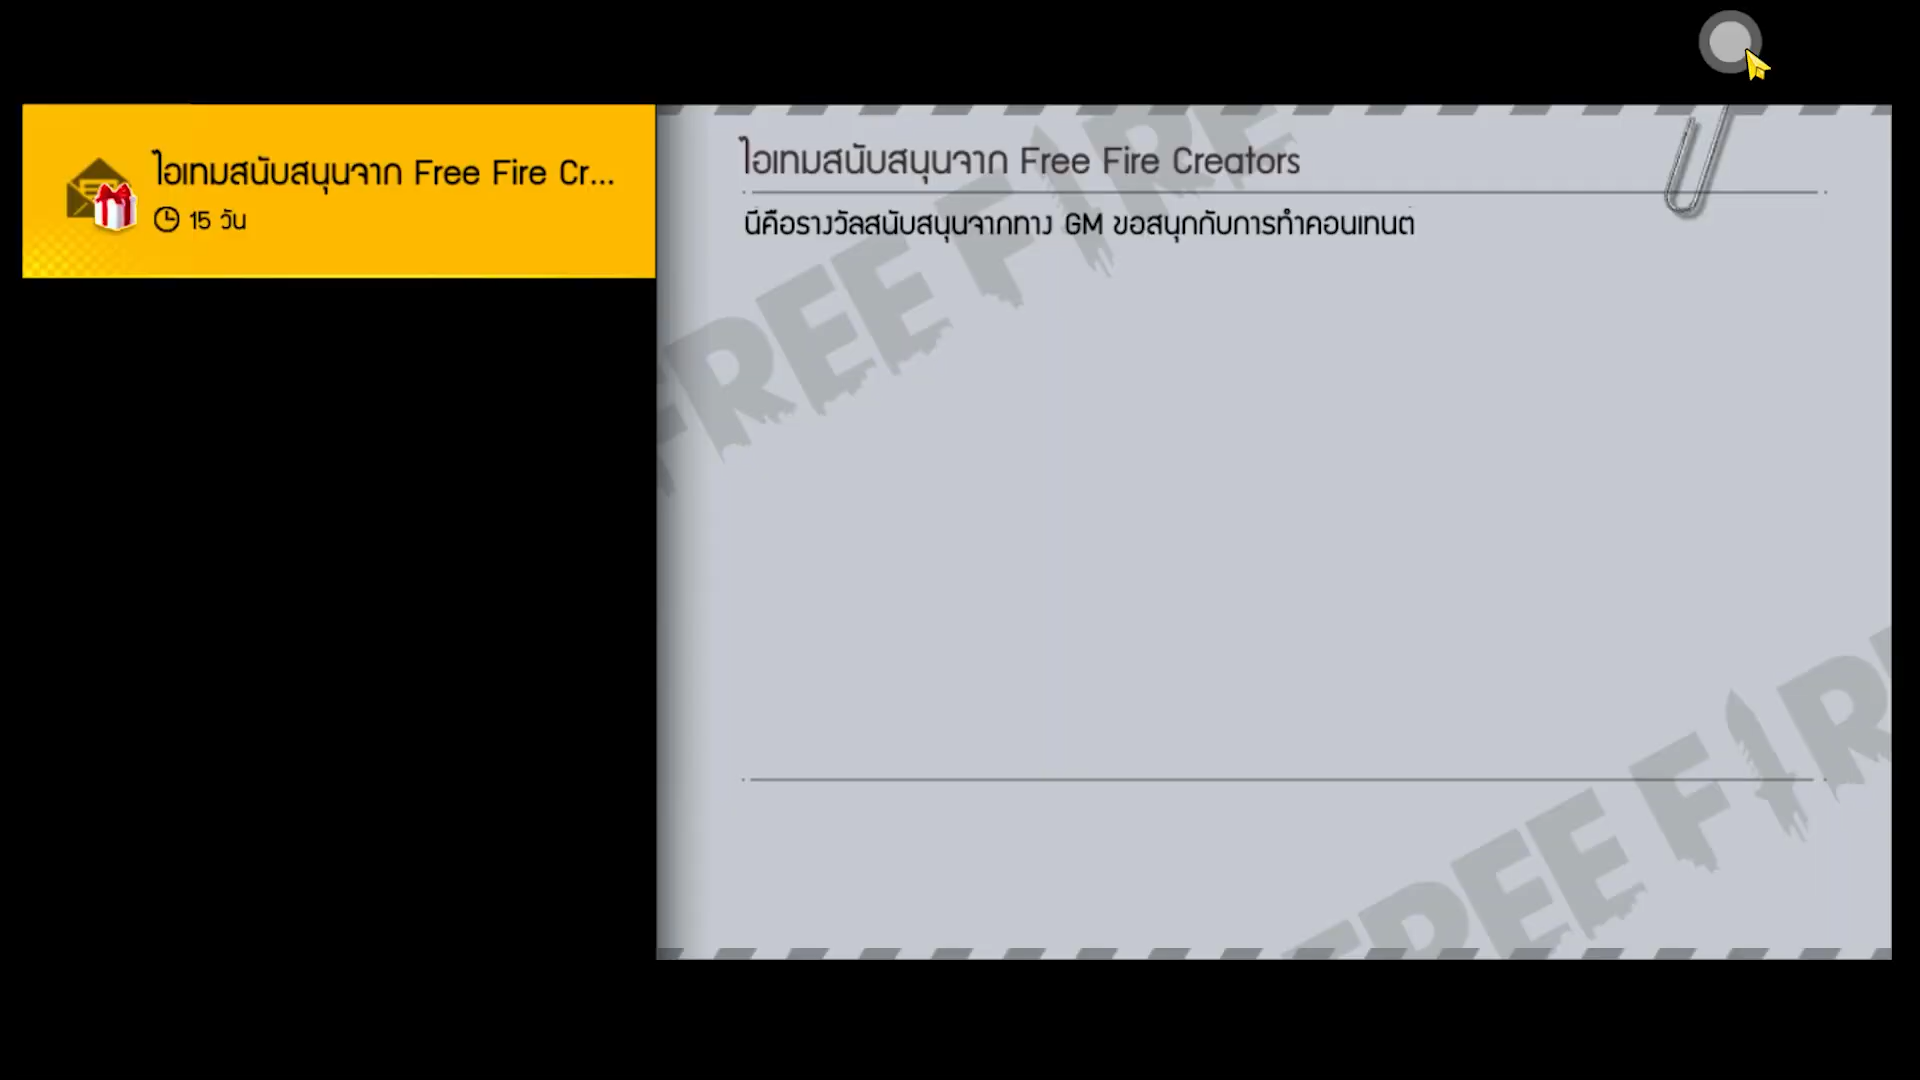 ไอเทมสนับสนุนจาก Free Fire Cr...
15 วัน
ไอเทมสนับสนุนจาก Free Fire Creators
นี่คือรางวัลสนับสนุนจากทาง GM ขอสนุกกับการทำคอนเทนต์
FREE FIRE
FREE FIRE